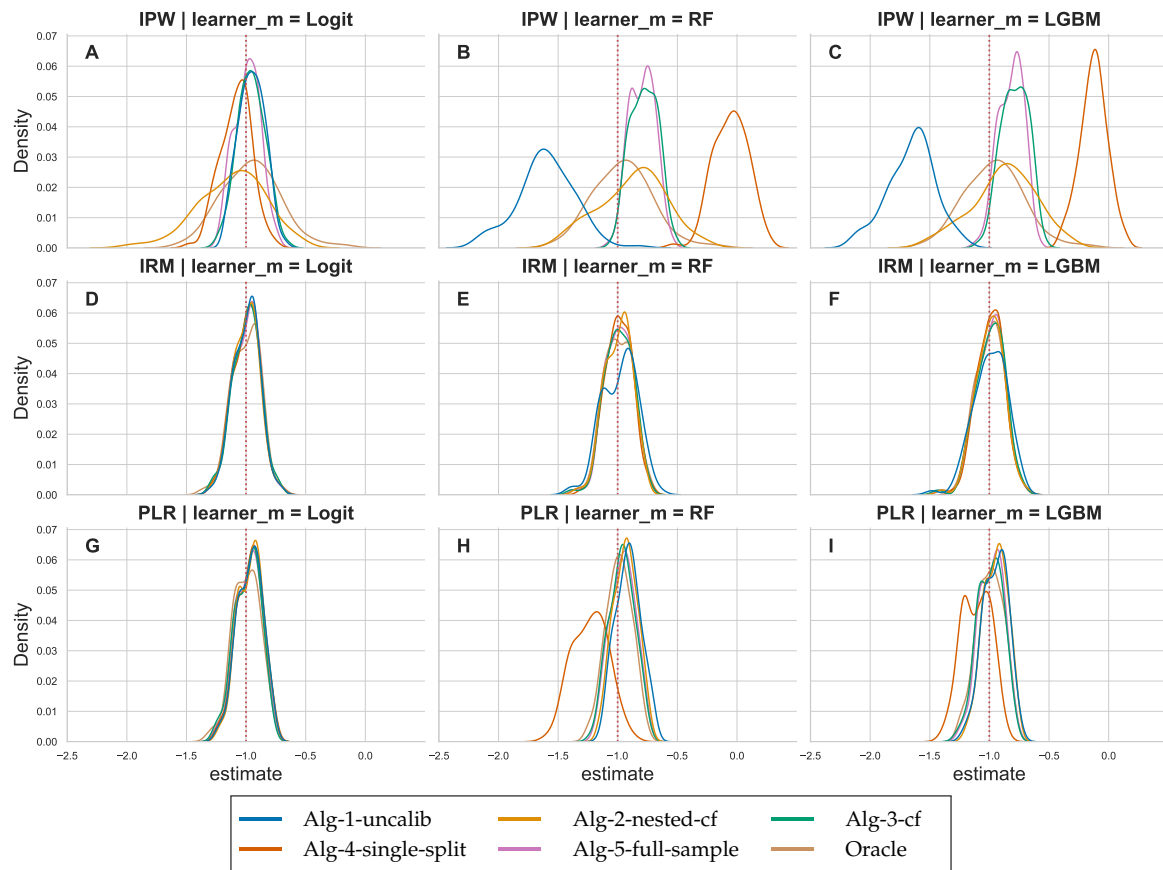 IPW | learner_m = Logit IPW | learner_m = RF IPW | learner_m = LGBM
0.07
A B C
0.06
0.05
0.04
0.03
0.02
0.01
0.00
Density
IRM | learner_m = Logit IRM | learner_m = RF IRM | learner_m = LGBM
0.07
D E F
0.06
0.05
0.04
0.03
0.02
0.01
0.00
Density
PLR | learner_m = Logit PLR | learner_m = RF PLR | learner_m = LGBM
0.07
G H I
0.06
0.05
0.04
0.03
0.02
0.01
0.00
Density
−2.5 −2.0 −1.5 −1.0 −0.5 0.0 −2.5 −2.0 −1.5 −1.0 −0.5 0.0 −2.5 −2.0 −1.5 −1.0 −0.5 0.0
estimate estimate estimate
Alg-1-uncalib Alg-2-nested-cf Alg-3-cf
Alg-4-single-split Alg-5-full-sample Oracle